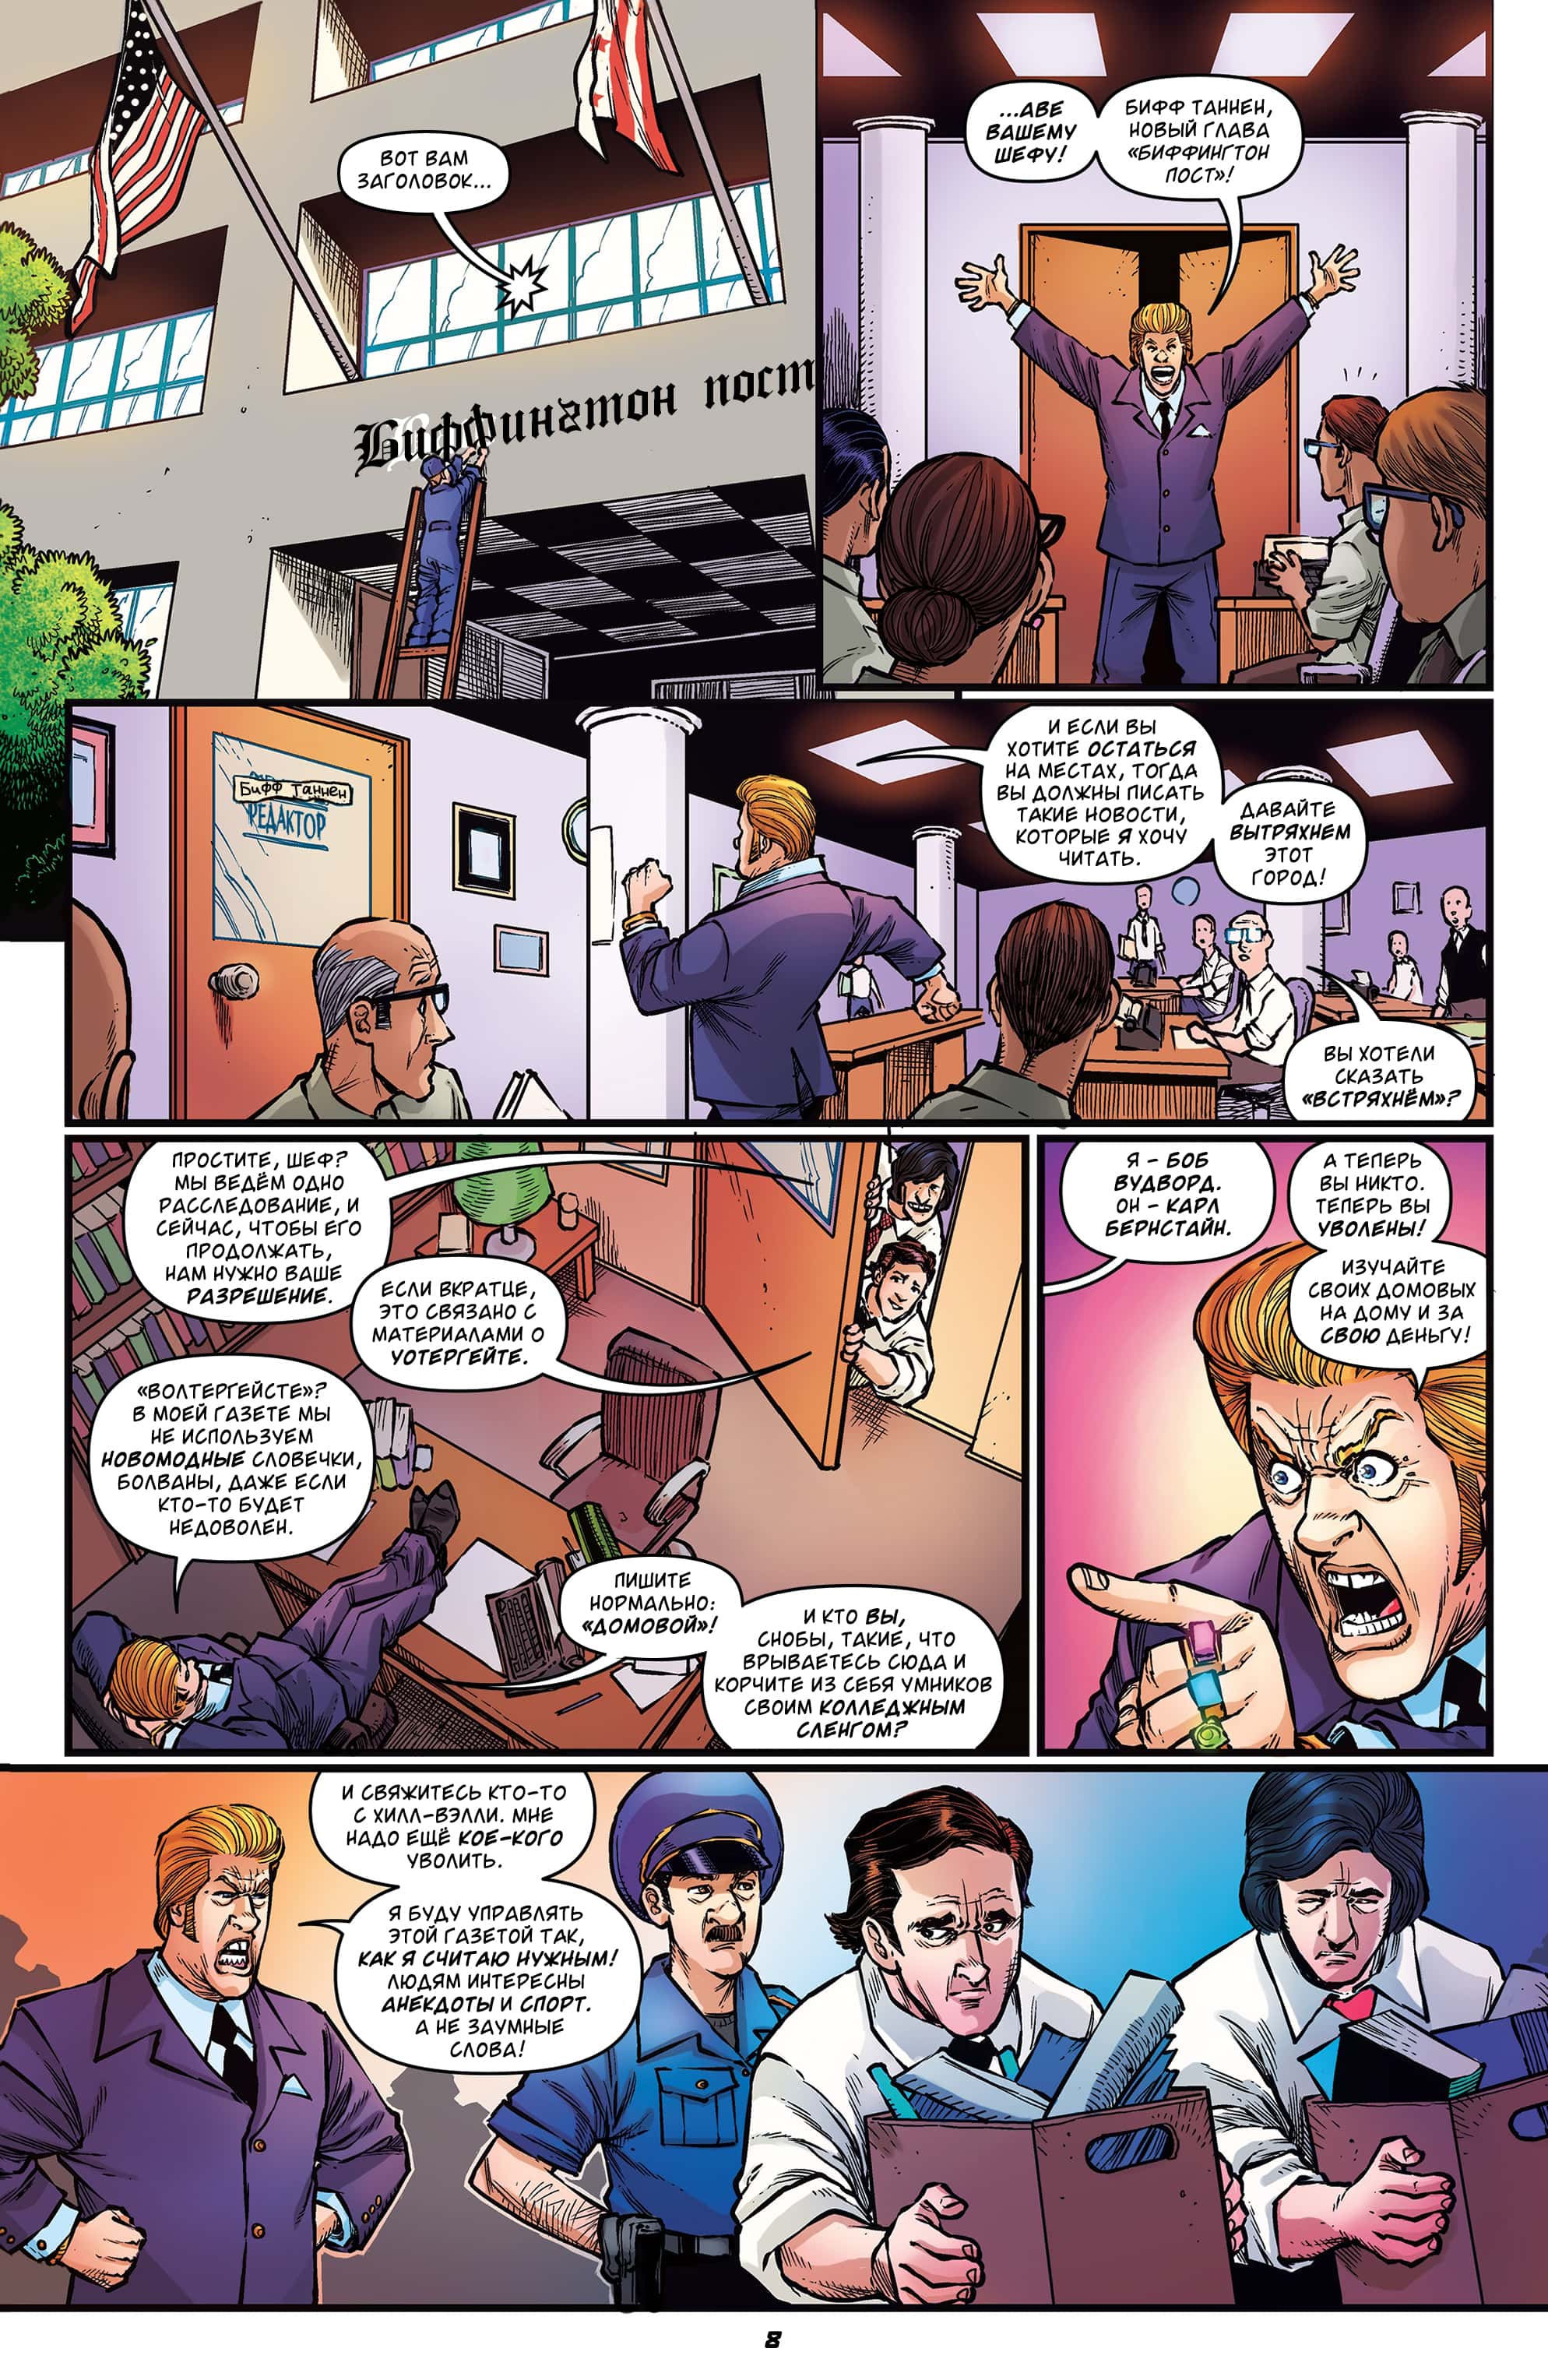 ВОТ ВАМ
ЗАГОЛОВОК...
Биффингтон пост
...АВЕ
ВАШЕМУ
ШЕФУ!
БИФФ ТАННЕН,
НОВЫЙ ГЛАВА
«БИФФИНГТОН
ПОСТ»!
Бифф Таннен
РЕДАКТОР
И ЕСЛИ ВЫ
ХОТИТЕ ОСТАТЬСЯ
НА МЕСТАХ, ТОГДА
ВЫ ДОЛЖНЫ ПИСАТЬ
ТАКИЕ НОВОСТИ,
КОТОРЫЕ Я ХОЧУ
ЧИТАТЬ.
ДАВАЙТЕ
ВЫТРЯХНЕМ
ЭТОТ
ГОРОД!
ВЫ ХОТЕЛИ
СКАЗАТЬ
«ВСТРЯХНЁМ»?
ПРОСТИТЕ, ШЕФ?
МЫ ВЕДЁМ ОДНО
РАССЛЕДОВАНИЕ, И
СЕЙЧАС, ЧТОБЫ ЕГО
ПРОДОЛЖАТЬ,
НАМ НУЖНО ВАШЕ
РАЗРЕШЕНИЕ.
ЕСЛИ ВКРАТЦЕ,
ЭТО СВЯЗАНО С
МАТЕРИАЛАМИ О
УОТЕРГЕЙТЕ.
«ВОЛТЕРГЕЙСТЕ»?
В МОЕЙ ГАЗЕТЕ МЫ
НЕ ИСПОЛЬЗУЕМ
НОВОМОДНЫЕ СЛОВЕЧКИ,
БОЛВАНЫ, ДАЖЕ ЕСЛИ
КТО-ТО БУДЕТ
НЕДОВОЛЕН.
ПИШИТЕ
НОРМАЛЬНО:
«ДОМОВОЙ»!
И КТО ВЫ,
СНОБЫ, ТАКИЕ, ЧТО
ВРЫВАЕТЕСЬ СЮДА И
КОРЧИТЕ ИЗ СЕБЯ УМНИКОВ
СВОИМ КОЛЛЕДЖНЫМ
СЛЕНГОМ?
Я - БОБ
ВУДВОРД.
ОН - КАРЛ
БЕРНСТАЙН.
А ТЕПЕРЬ
ВЫ НИКТО.
ТЕПЕРЬ ВЫ
УВОЛЕНЫ!
ИЗУЧАЙТЕ
СВОИХ ДОМОВЫХ
НА ДОМУ И ЗА
СВОЮ ДЕНЬГУ!
И СВЯЖИТЕСЬ КТО-ТО
С ХИЛЛ-ВЭЛЛИ. МНЕ
НАДО ЕЩЁ КОЕ-КОГО
УВОЛИТЬ.
Я БУДУ УПРАВЛЯТЬ
ЭТОЙ ГАЗЕТОЙ ТАК,
КАК Я СЧИТАЮ НУЖНЫМ!
ЛЮДЯМ ИНТЕРЕСНЫ
АНЕКДОТЫ И СПОРТ.
А НЕ ЗАУМНЫЕ
СЛОВА!
8